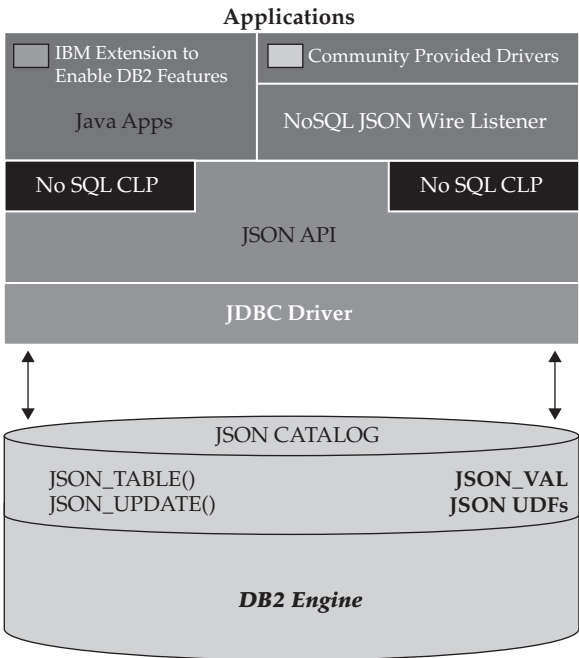 Applications
IBM Extension to
Enable DB2 Features
Community Provided Drivers
Java Apps
NoSQL JSON Wire Listener
No SQL CLP
No SQL CLP
JSON API
JDBC Driver
JSON CATALOG
JSON_TABLE()
JSON_UPDATE()
JSON_VAL
JSON UDFs
DB2 Engine